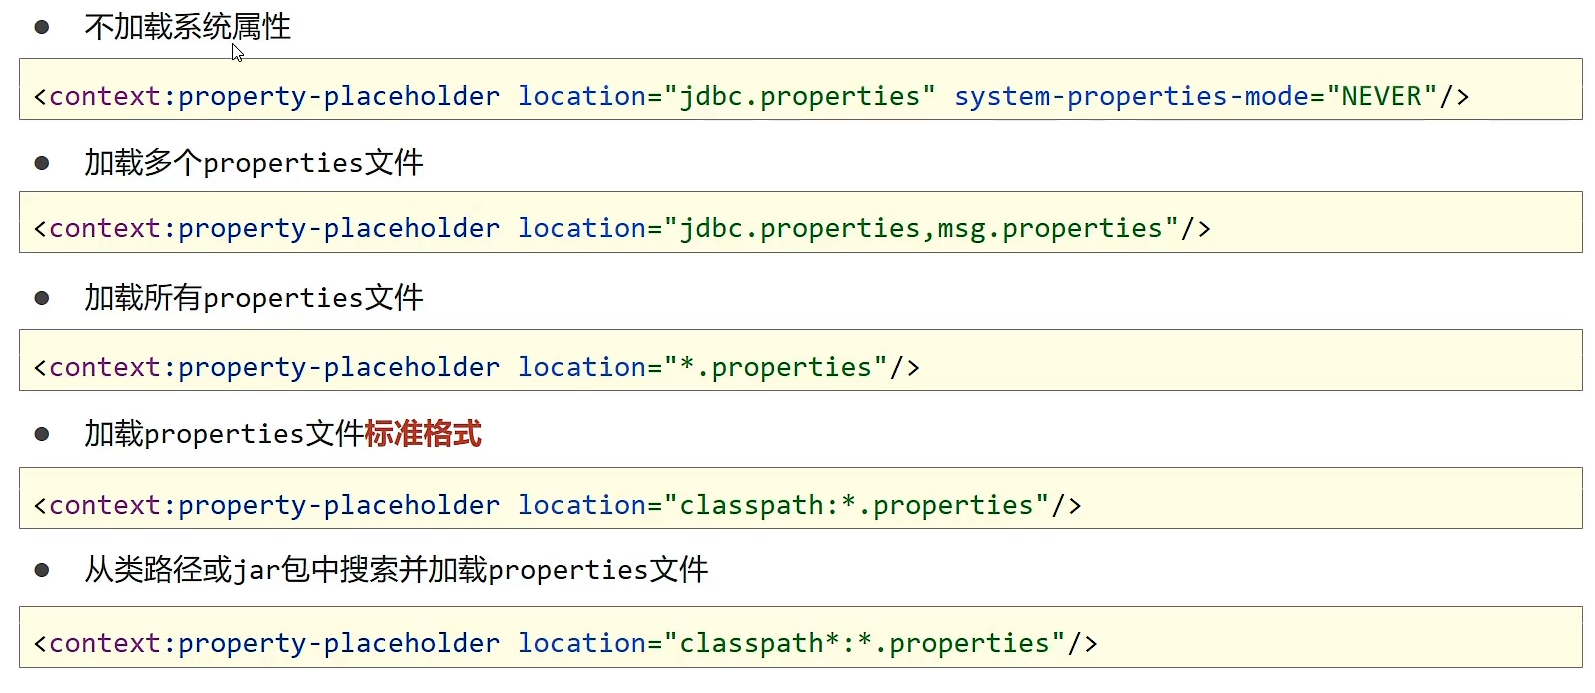 ● 不加载系统属性
<context:property-placeholder location="jdbc.properties" system-properties-mode="NEVER"/>
● 加载多个properties文件
<context:property-placeholder location="jdbc.properties,msg.properties"/>
● 加载所有properties文件
<context:property-placeholder location="*.properties"/>
● 加载properties文件标准格式
<context:property-placeholder location="classpath:*.properties"/>
● 从类路径或jar包中搜索并加载properties文件
<context:property-placeholder location="classpath*:*.properties"/>